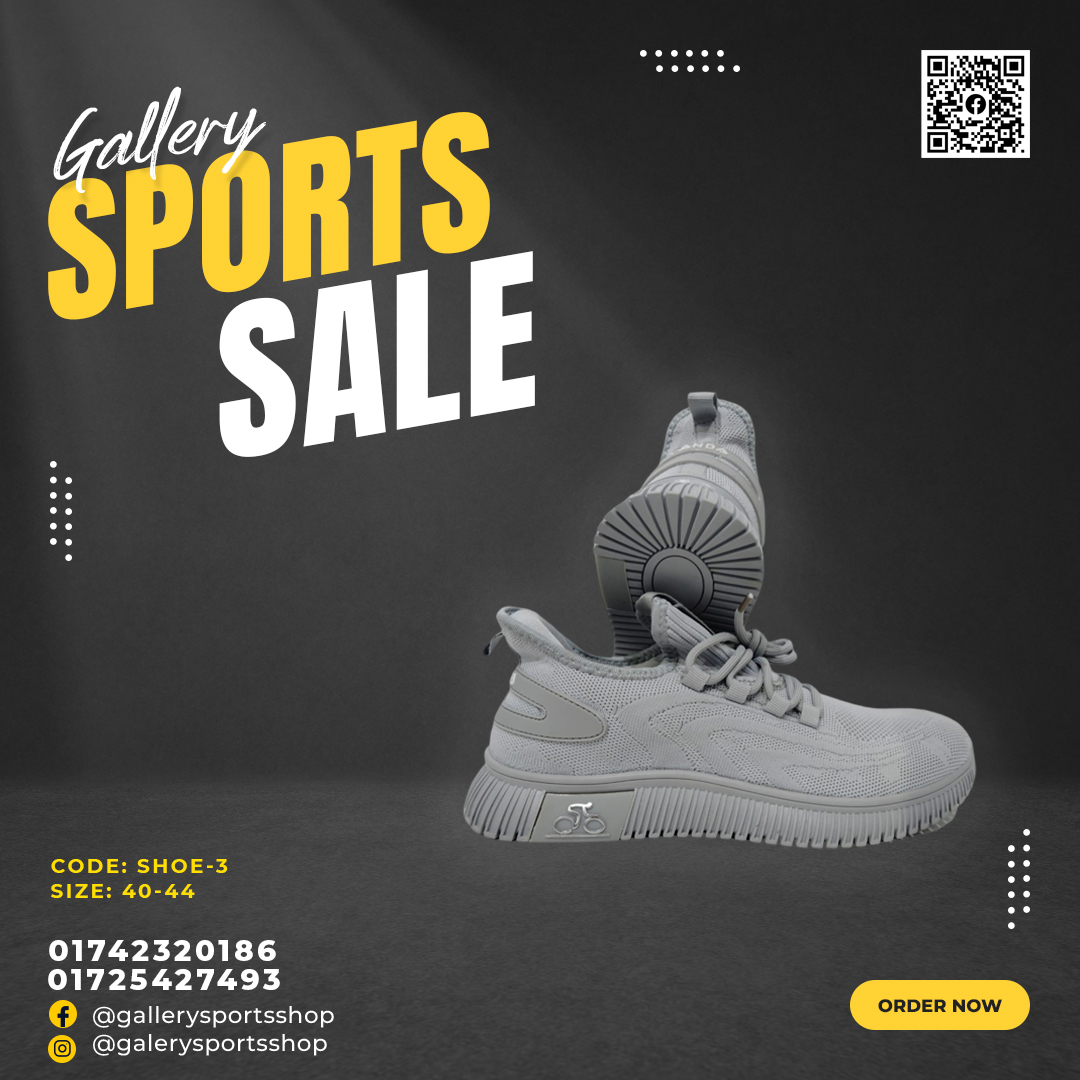 Gallery
SPORTS
SALE
CODE: SHOE-3
SIZE: 40-44
01742320186
01725427493
@gallerysportsshop
@galerysportsshop
ORDER NOW